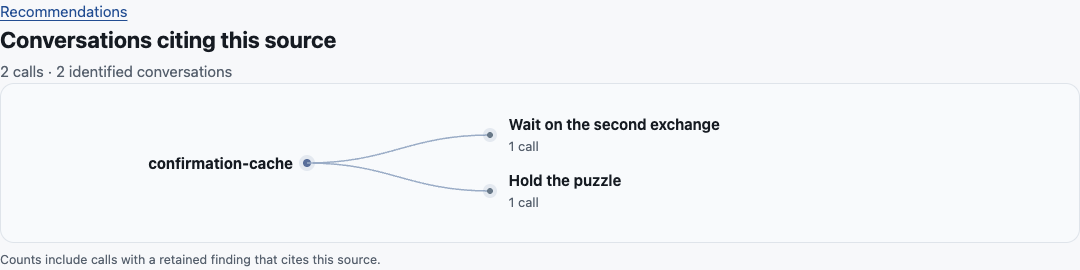 Recommendations
Conversations citing this source
2 calls · 2 identified conversations
Wait on the second exchange
1 call
confirmation-cache
Hold the puzzle
1 call
Counts include calls with a retained finding that cites this source.